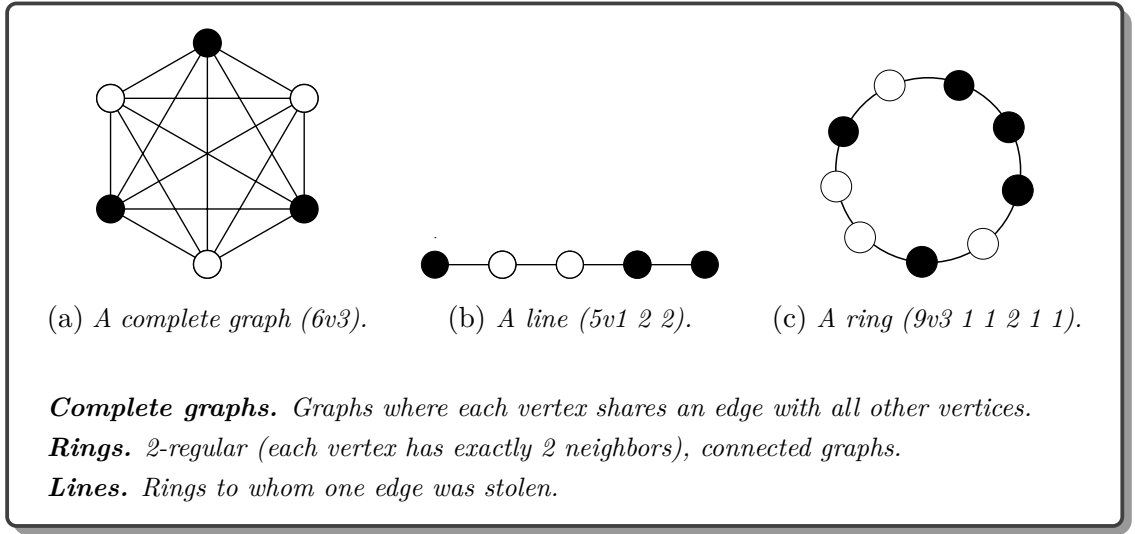 (a) A complete graph (6v3).
(b) A line (5v1 2 2).
(c) A ring (9v3 1 1 2 1 1).
Complete graphs. Graphs where each vertex shares an edge with all other vertices.
Rings. 2-regular (each vertex has exactly 2 neighbors), connected graphs.
Lines. Rings to whom one edge was stolen.